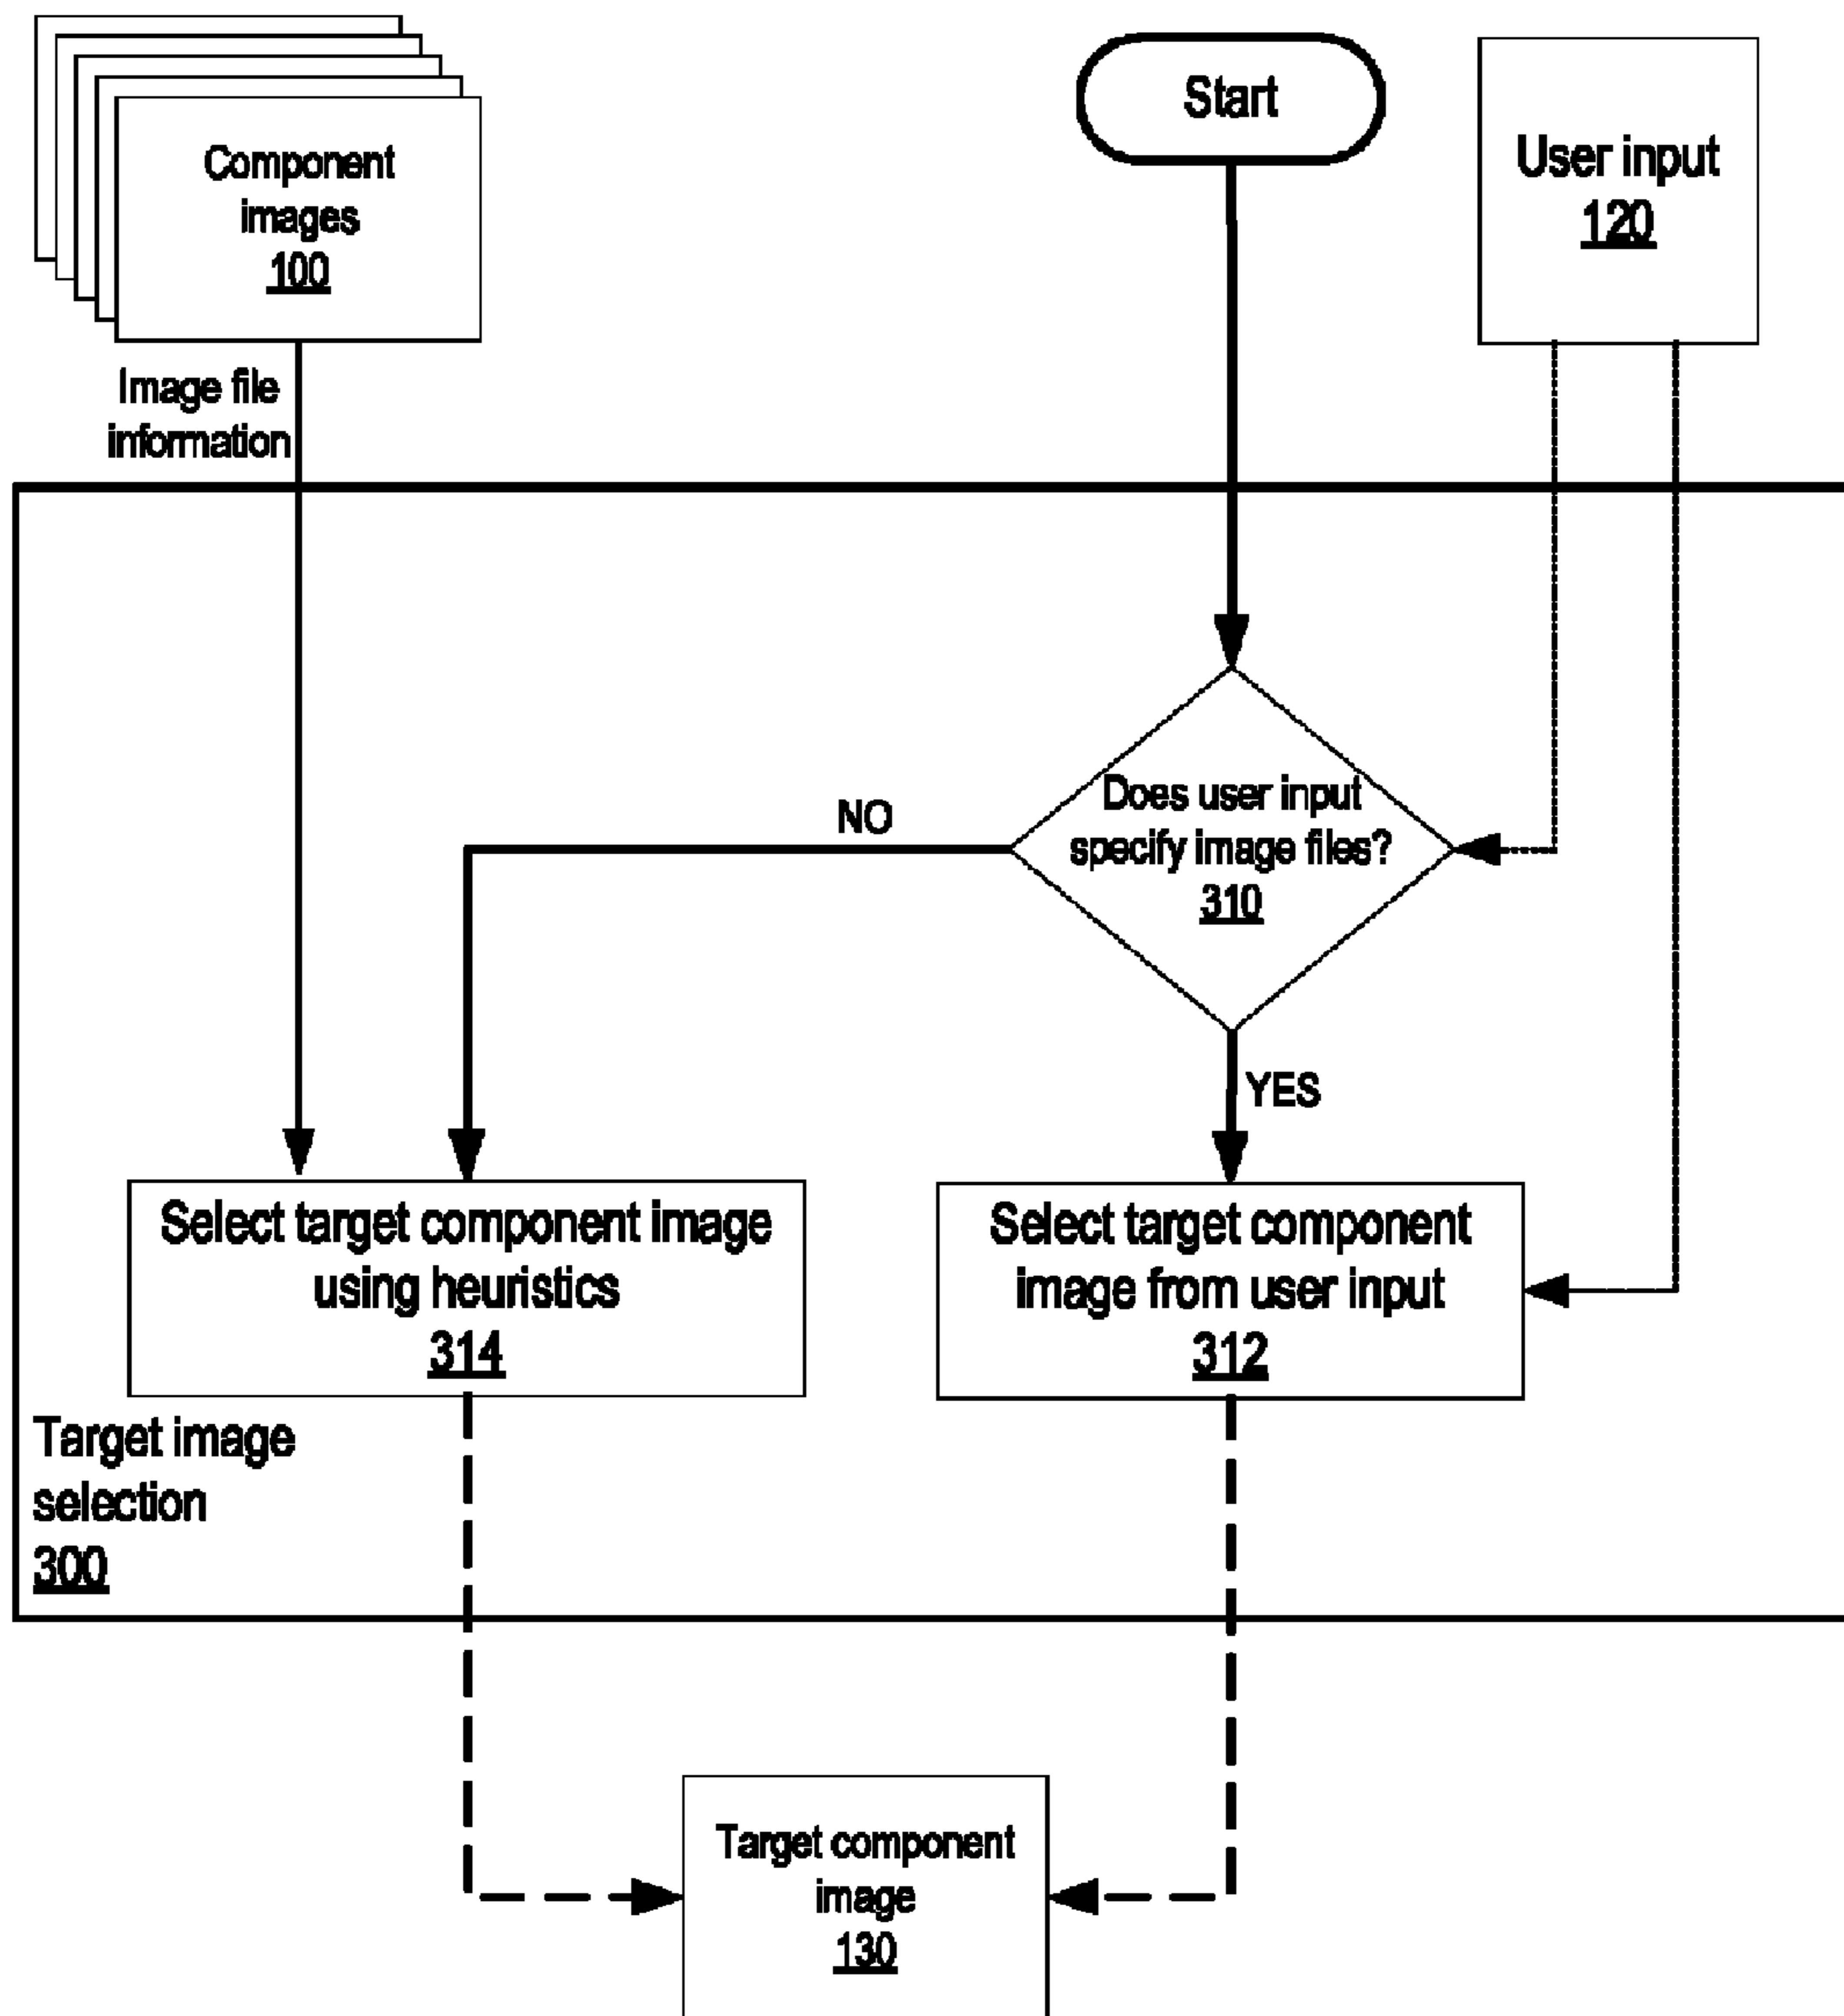 Component
images
100
Start
User input
120
Image file
information
Does user input
specify image files?
310
NO
YES
Select target component image
using heuristics
314
Select target component
image from user input
312
Target image
selection
300
Target component
image
130